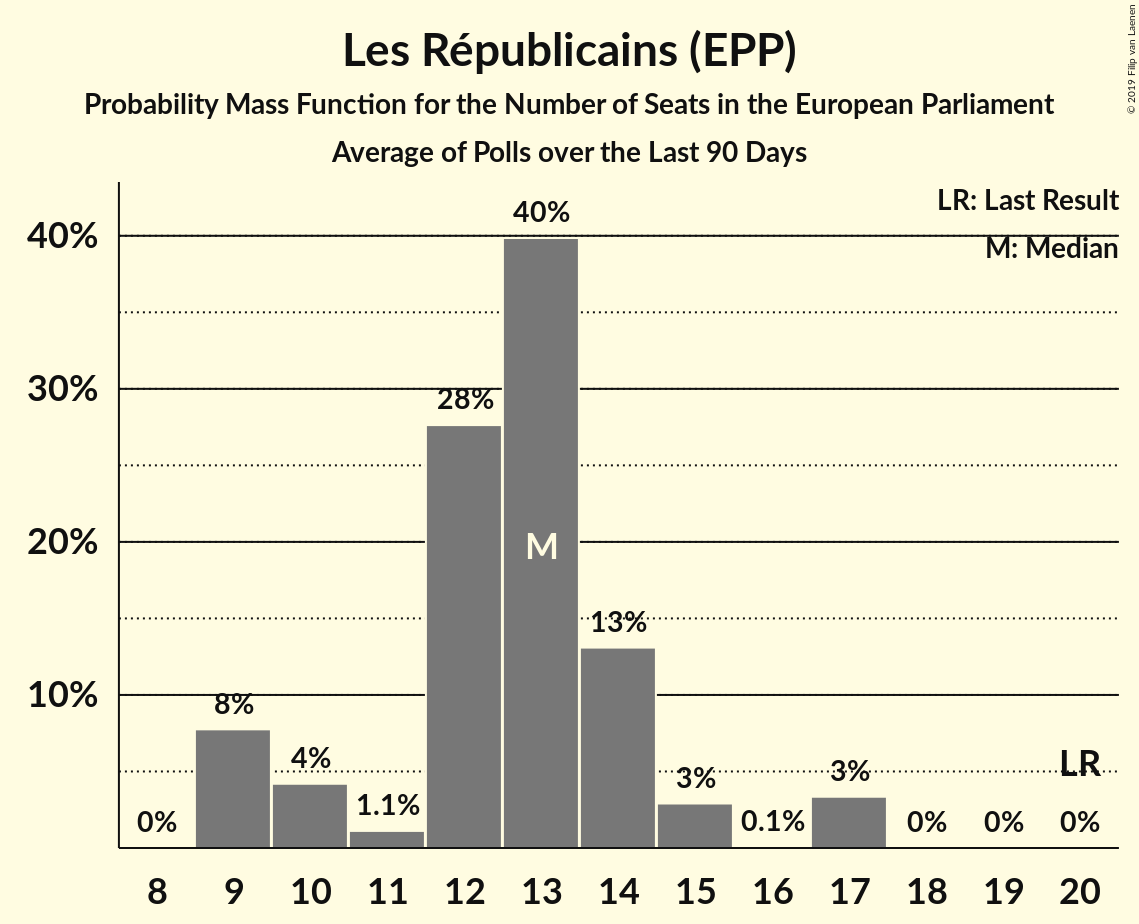 Les Républicains (EPP)
Probability Mass Function for the Number of Seats in the European Parliament
Average of Polls over the Last 90 Days
© 2019 Filip van Laenen
LR: Last Result
M: Median
40%
30%
20%
10%
0%
8%
4%
1.1%
28%
40%
M
13%
3%
0.1%
3%
0%
0%
LR
0%
8 9 10 11 12 13 14 15 16 17 18 19 20